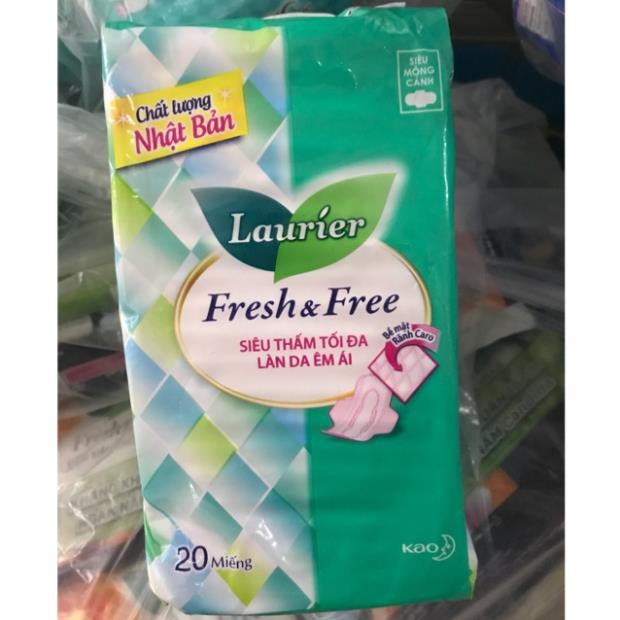 SIÊU
MỎNG
CÁNH
Chất lượng
Nhật Bản
Laurier
Fresh & Free
SIÊU THẤM TỐI ĐA
LÀN DA ÊM ÁI
Bề mặt
Rãnh Caro
20 Miếng
Kao
Fresh